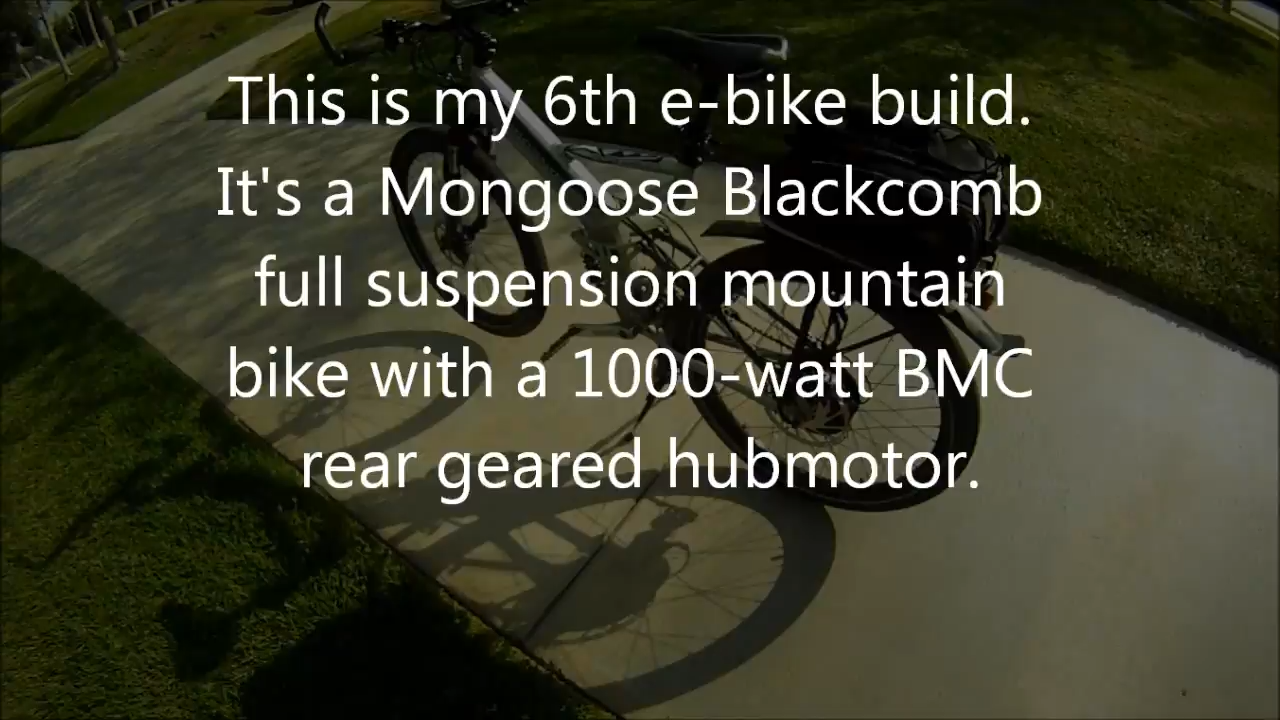 This is my 6th e-bike build.
It's a Mongoose Blackcomb
full suspension mountain
bike with a 1000-watt BMC
rear geared hubmotor.